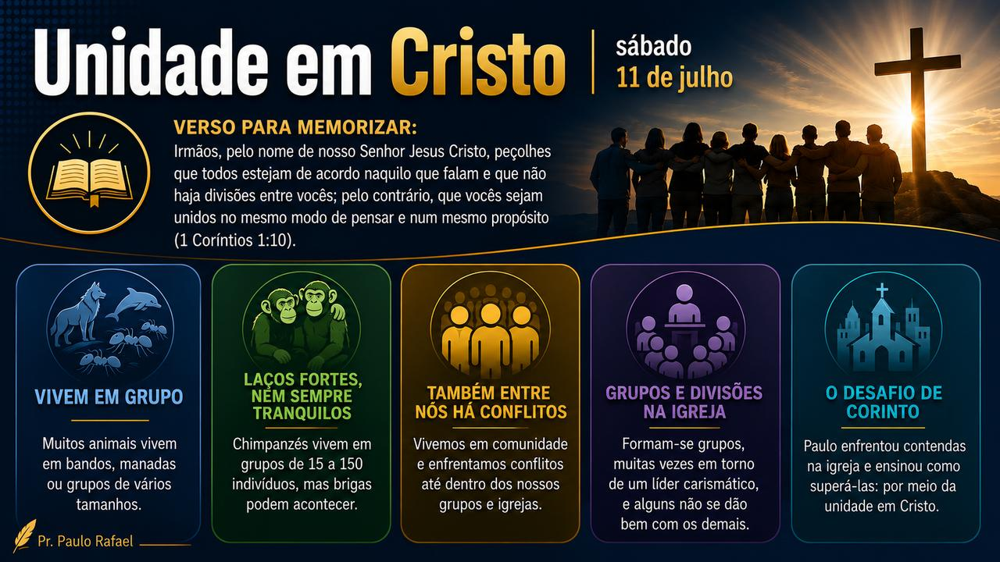 Unidade em Cristo
sábado
11 de julho
VERSO PARA MEMORIZAR:
Irmãos, pelo nome de nosso Senhor Jesus Cristo, peçolhes
que todos estejam de acordo naquilo que falam e que não
haja divisões entre vocês; pelo contrário, que vocês sejam
unidos no mesmo modo de pensar e num mesmo propósito
(1 Coríntios 1:10).
VIVEM EM GRUPO
Muitos animais vivem
em bandos, manadas
ou grupos de vários
tamanhos.
LAÇOS FORTES,
NEM SEMPRE
TRANQUILOS
Chimpanzés vivem em
grupos de 15 a 150
indivíduos, mas brigas
podem acontecer.
TAMBÉM ENTRE
NÓS HÁ CONFLITOS
Vivemos em comunidade
e enfrentamos conflitos
até dentro dos nossos
grupos e igrejas.
GRUPOS E DIVISÕES
NA IGREJA
Formam-se grupos,
muitas vezes em torno
de um líder carismático,
e alguns não se dão
bem com os demais.
O DESAFIO DE
CORINTO
Paulo enfrentou contendas
na igreja e ensinou como
superá-las: por meio da
unidade em Cristo.
Pr. Paulo Rafael